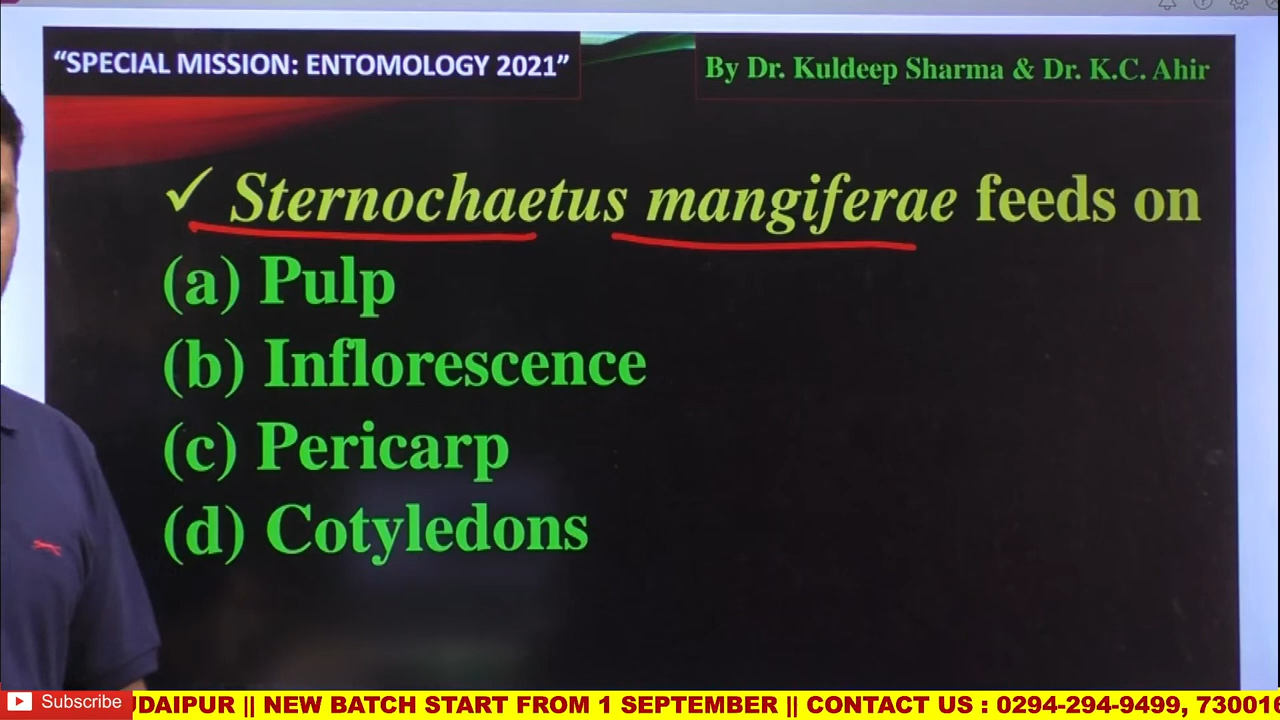 "SPECIAL MISSION: ENTOMOLOGY 2021"
By Dr. Kuldeep Sharma & Dr. K.C. Ahir
✓ Sternochaetus mangiferae feeds on
(a) Pulp
(b) Inflorescence
(c) Pericarp
(d) Cotyledons
Subscribe
UDAIPUR || NEW BATCH START FROM 1 SEPTEMBER || CONTACT US : 0294-294-9499, 730016